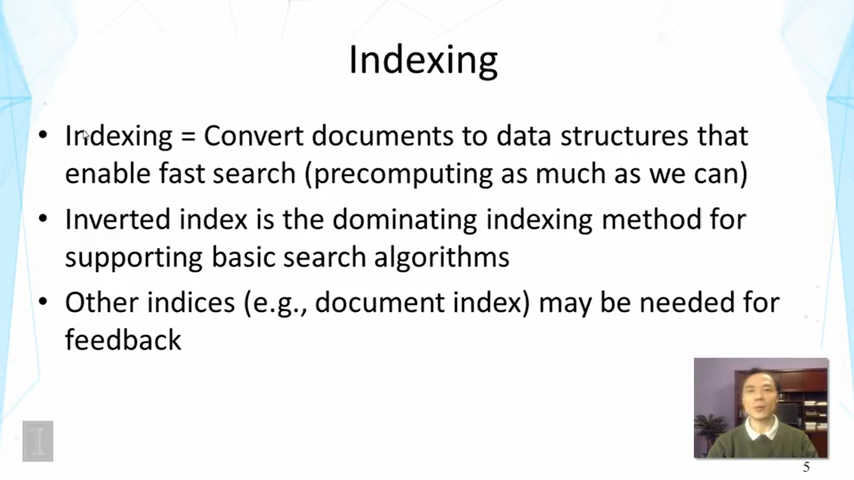 Indexing
• Indexing = Convert documents to data structures that
enable fast search (precomputing as much as we can)
• Inverted index is the dominating indexing method for
supporting basic search algorithms
• Other indices (e.g., document index) may be needed for
feedback
I
5